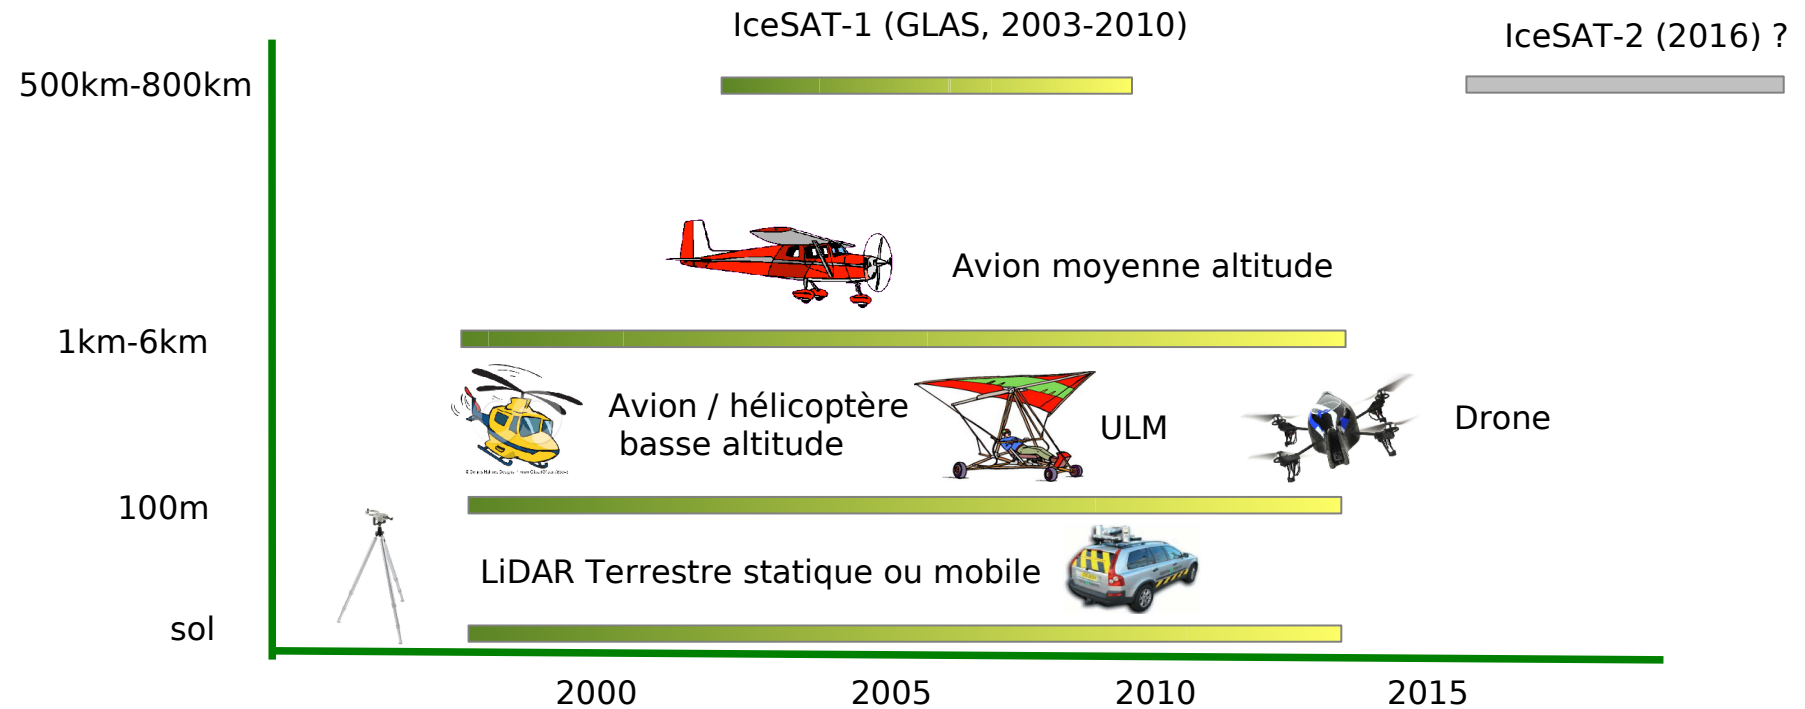 IceSAT-1 (GLAS, 2003-2010)
IceSAT-2 (2016) ?
500km-800km
Avion moyenne altitude
1km-6km
Avion / hélicoptère
basse altitude
ULM
Drone
100m
LiDAR Terrestre statique ou mobile
sol
2000
2005
2010
2015